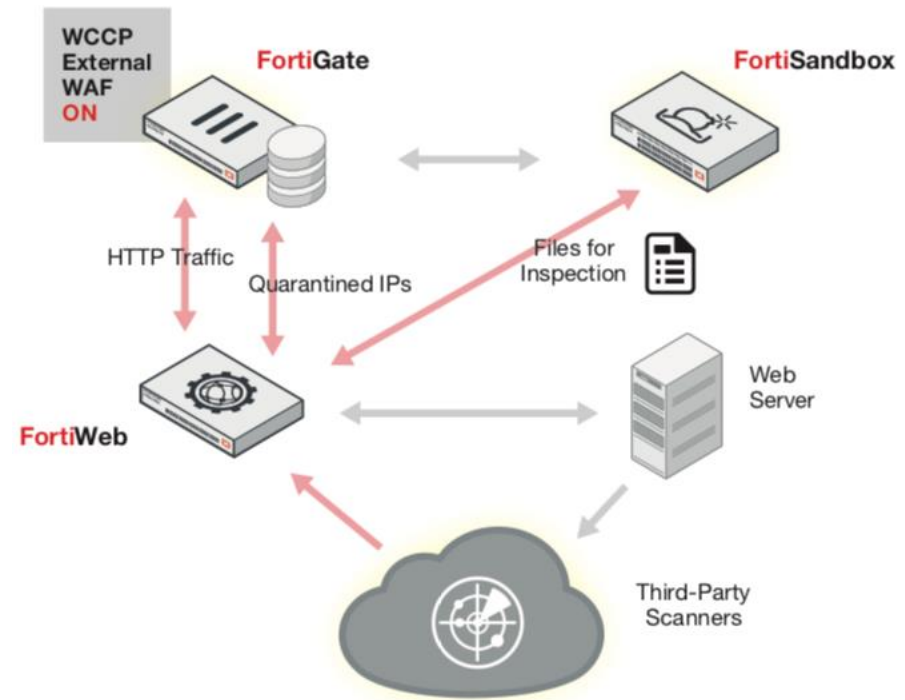 WCCP
External
WAF
ON
FortiGate
FortiSandbox
HTTP Traffic
Quarantined IPs
Files for
Inspection
FortiWeb
Web
Server
Third-Party
Scanners